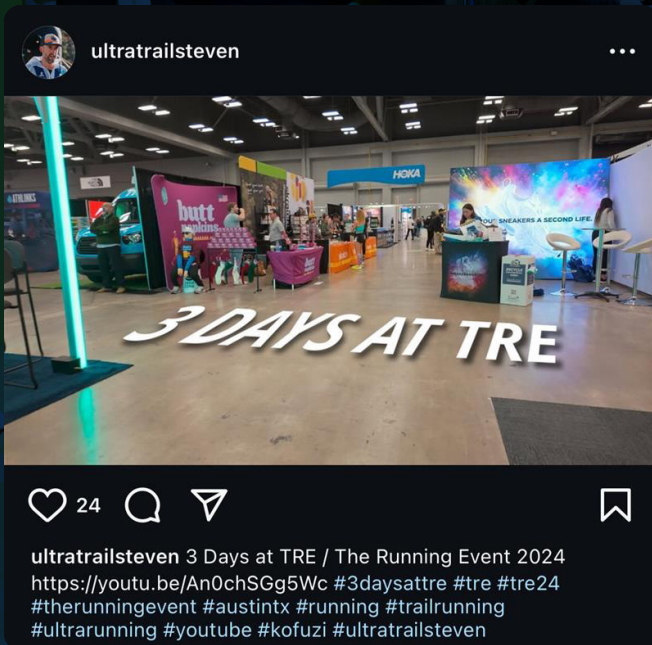 ultratrailsteven
ATHLINKS
butt
napkins
HOKA
YOUR SNEAKERS A SECOND LIFE.
3 DAYS AT TRE
24
ultratrailsteven 3 Days at TRE / The Running Event 2024
https://youtu.be/An0chSGg5Wc #3daysattre #tre #tre24
#therunningevent #austintx #running #trailrunning
#ultrarunning #youtube #kofuzi #ultratrailsteven